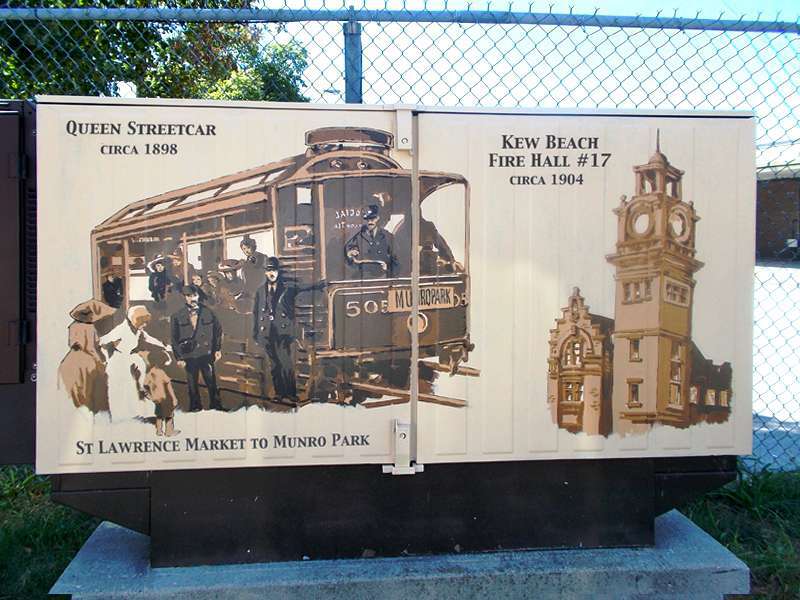 QUEEN STREETCAR
CIRCA 1898
KEW BEACH
FIRE HALL #17
CIRCA 1904
505
MUNROPARK
ST LAWRENCE MARKET TO MUNRO PARK